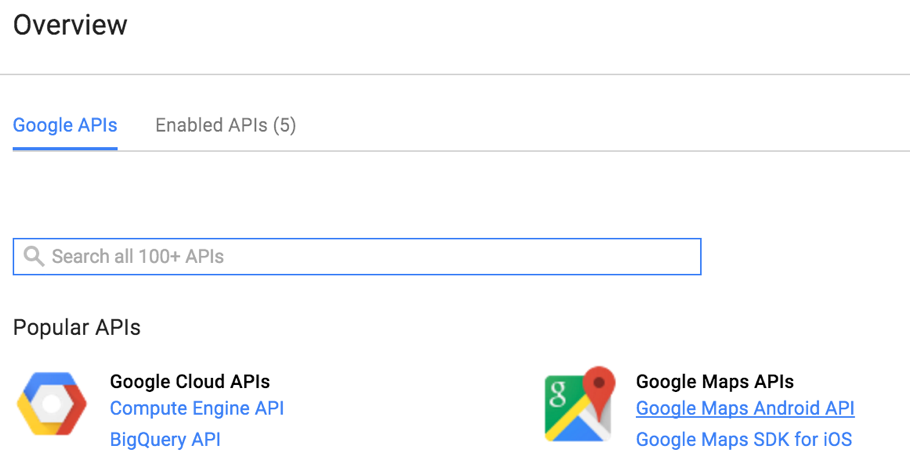 Overview
Google APIs Enabled APIs (5)
Search all 100+ APIs
Popular APIs
Google Cloud APIs
Compute Engine API
BigQuery API
g
Google Maps APIs
Google Maps Android API
Google Maps SDK for iOS